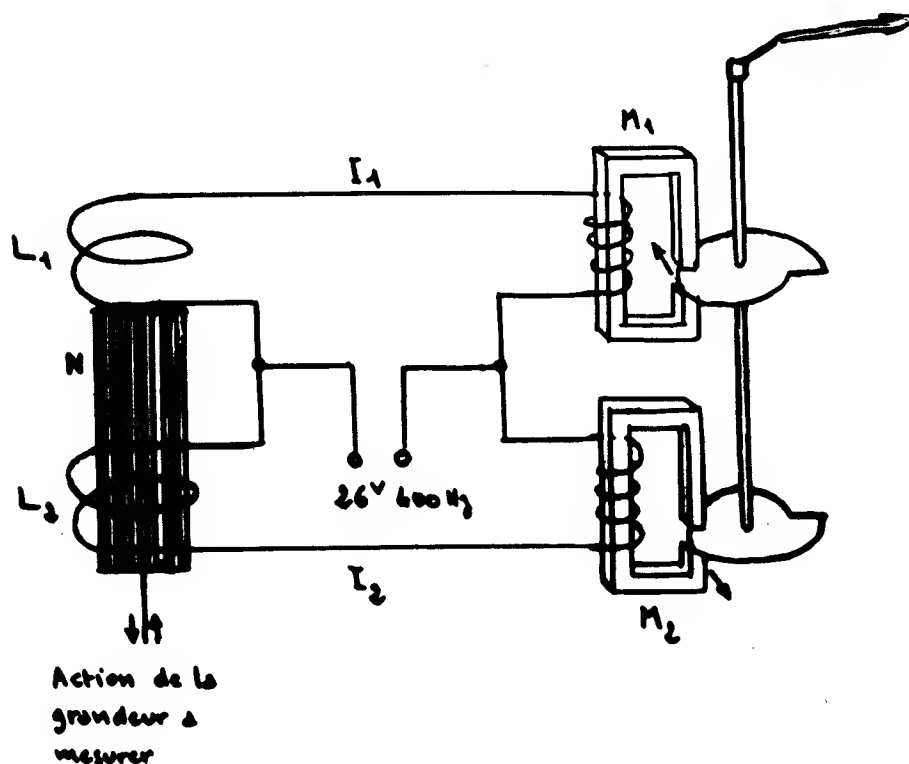 M1
I1
L1
N
L2
26V 400Hz
I2
M2
Action de la
grandeur a
mesurer